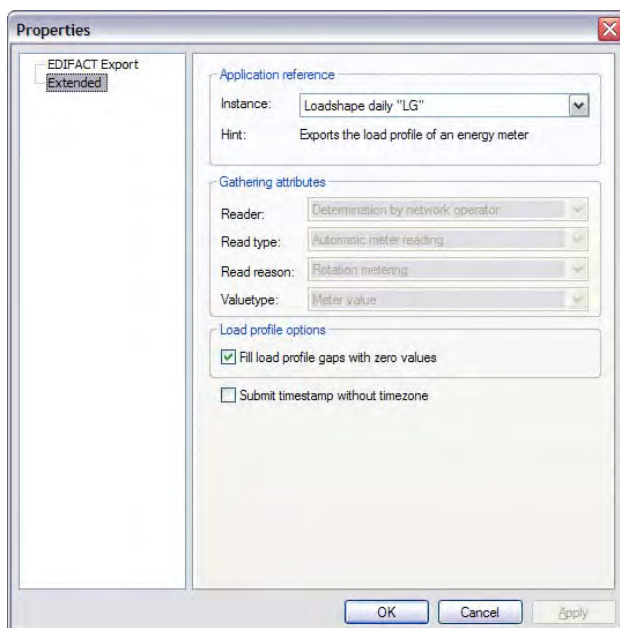 Properties
EDIFACT Export
Extended
Application reference
Instance: Loadshape daily "LG"
Hint: Exports the load profile of an energy meter
Gathering attributes
Reader: Determination by network operator
Read type: Automatic meter reading
Read reason: Rotation metering
Valuetype: Meter value
Load profile options
Fill load profile gaps with zero values
Submit timestamp without timezone
OK Cancel Apply